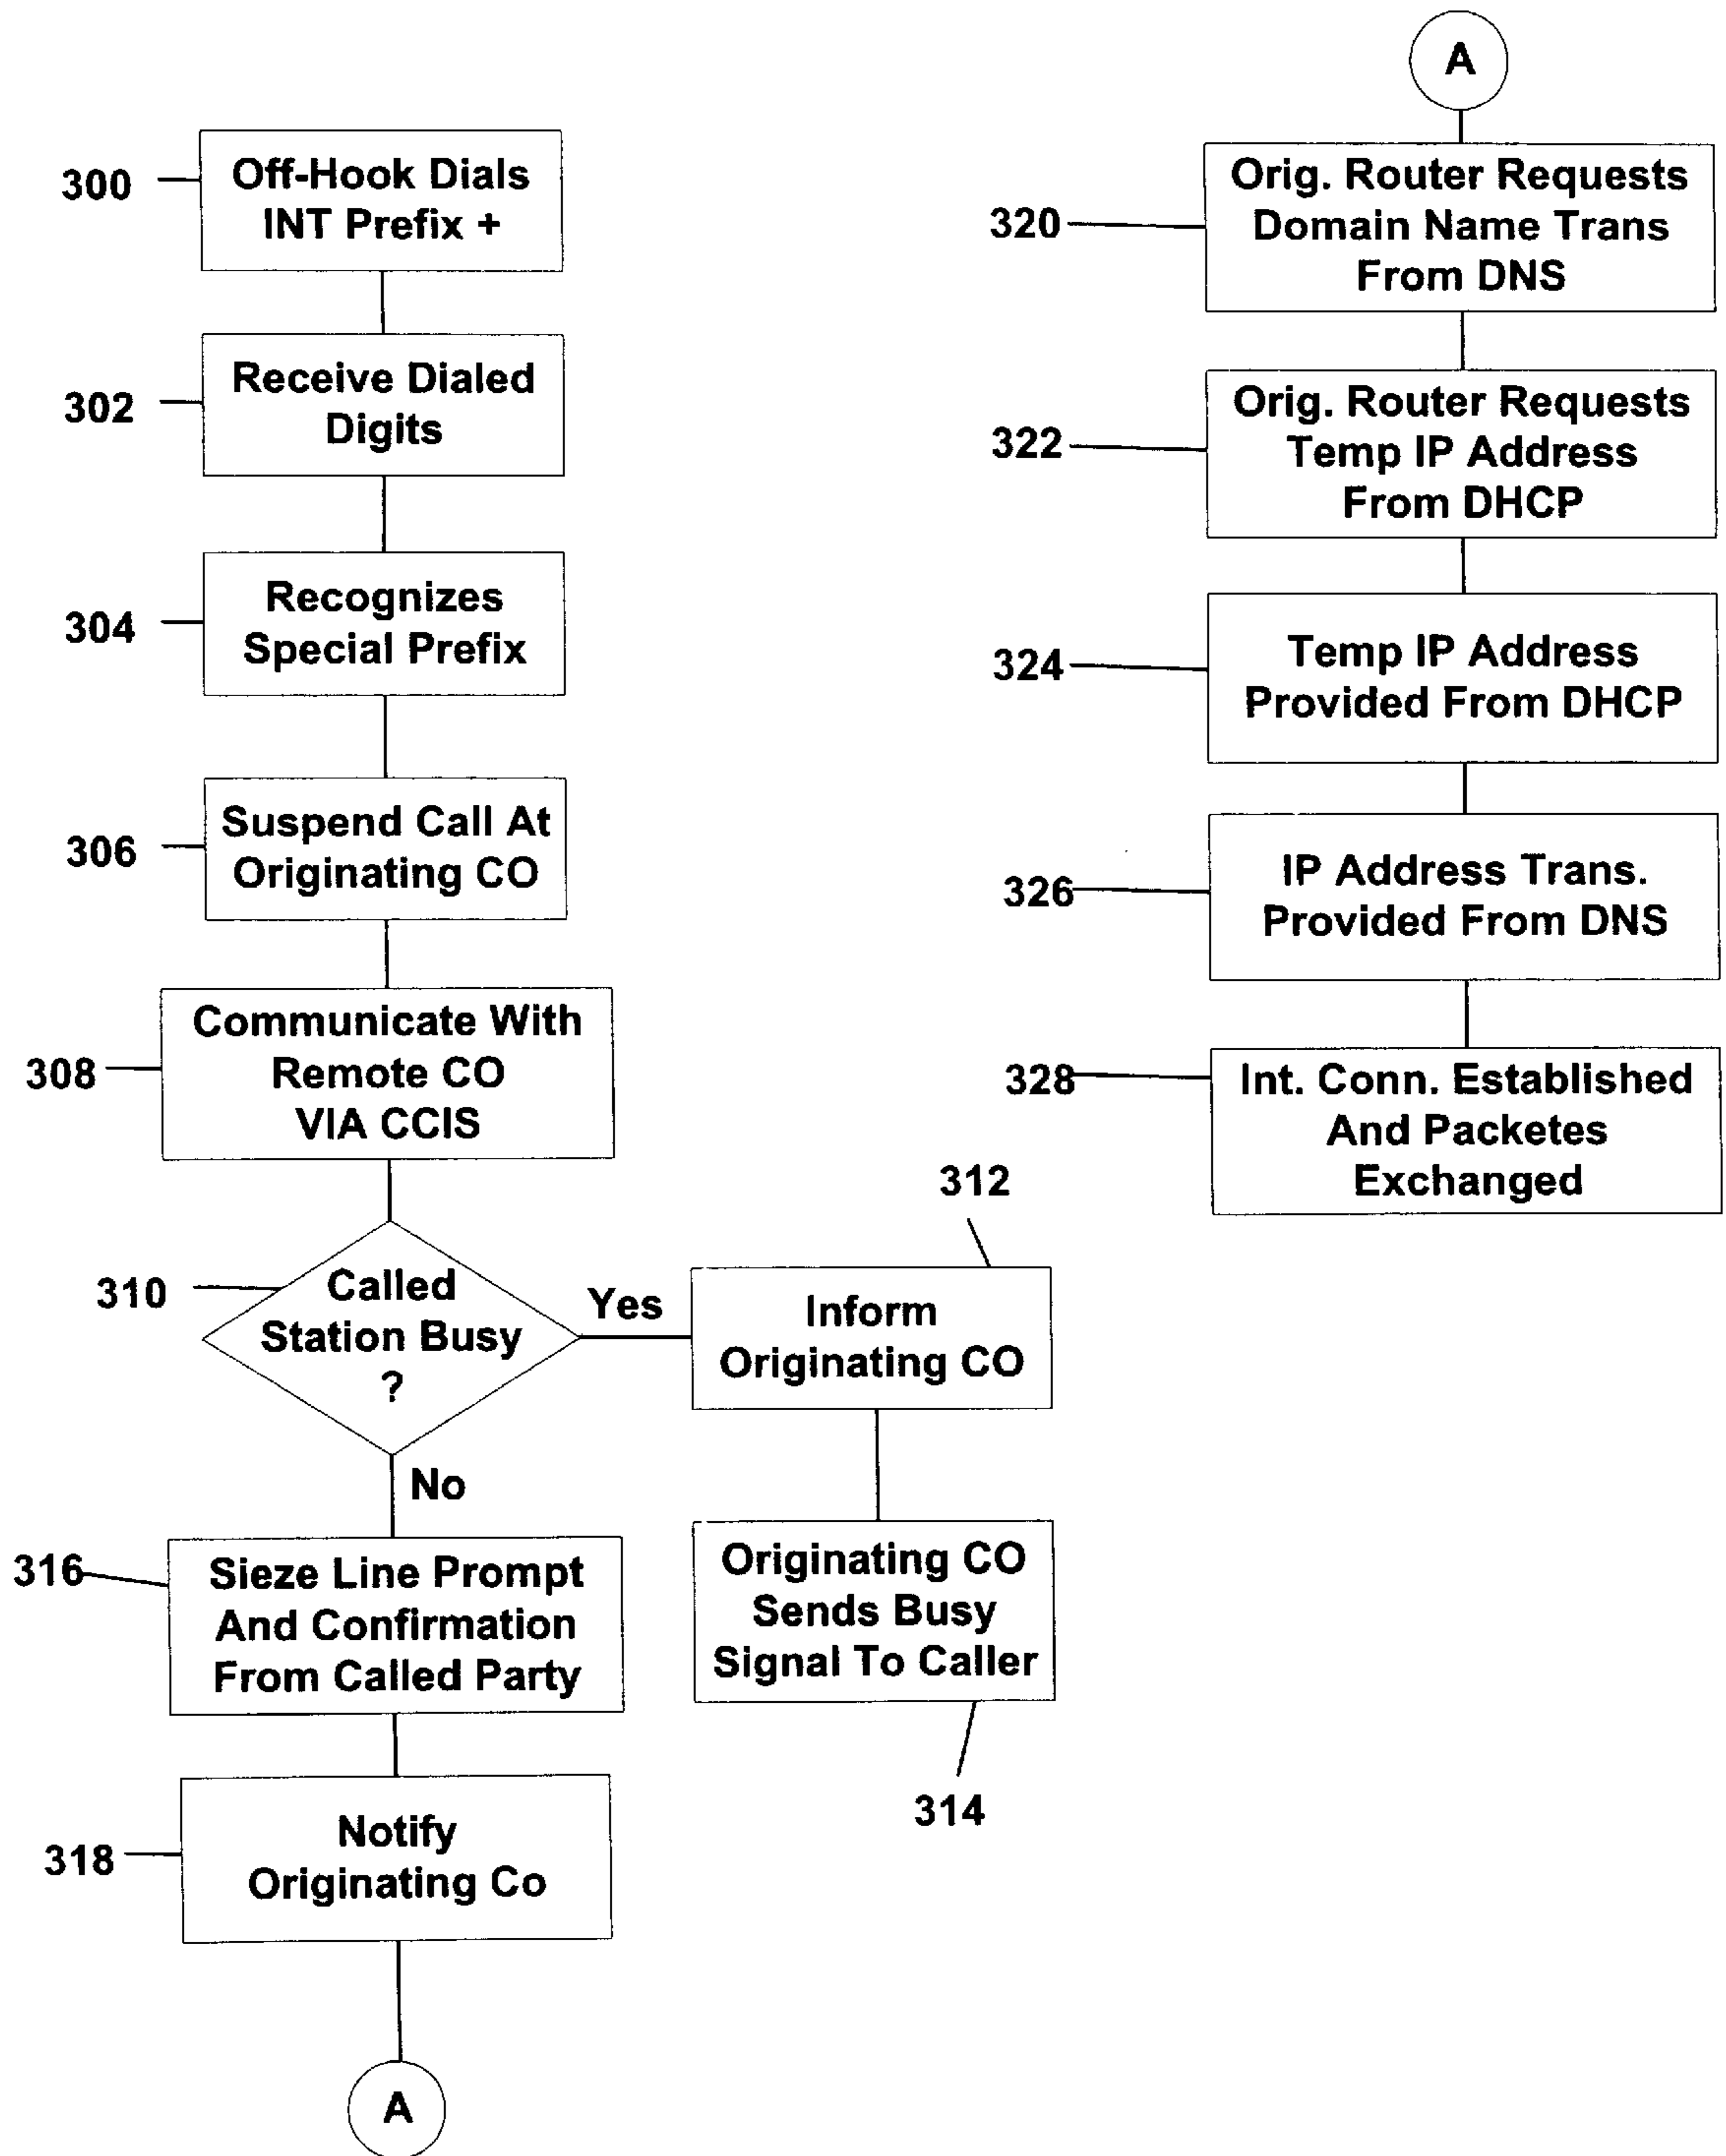 300
Off-Hook Dials
INT Prefix +
302
Receive Dialed
Digits
304
Recognizes
Special Prefix
306
Suspend Call At
Originating CO
308
Communicate With
Remote CO
VIA CCIS
310
Called
Station Busy
?
Yes
312
Inform
Originating CO
Originating CO
Sends Busy
Signal To Caller
314
No
316
Sieze Line Prompt
And Confirmation
From Called Party
318
Notify
Originating Co
A
A
320
Orig. Router Requests
Domain Name Trans
From DNS
322
Orig. Router Requests
Temp IP Address
From DHCP
324
Temp IP Address
Provided From DHCP
326
IP Address Trans.
Provided From DNS
328
Int. Conn. Established
And Packetes
Exchanged